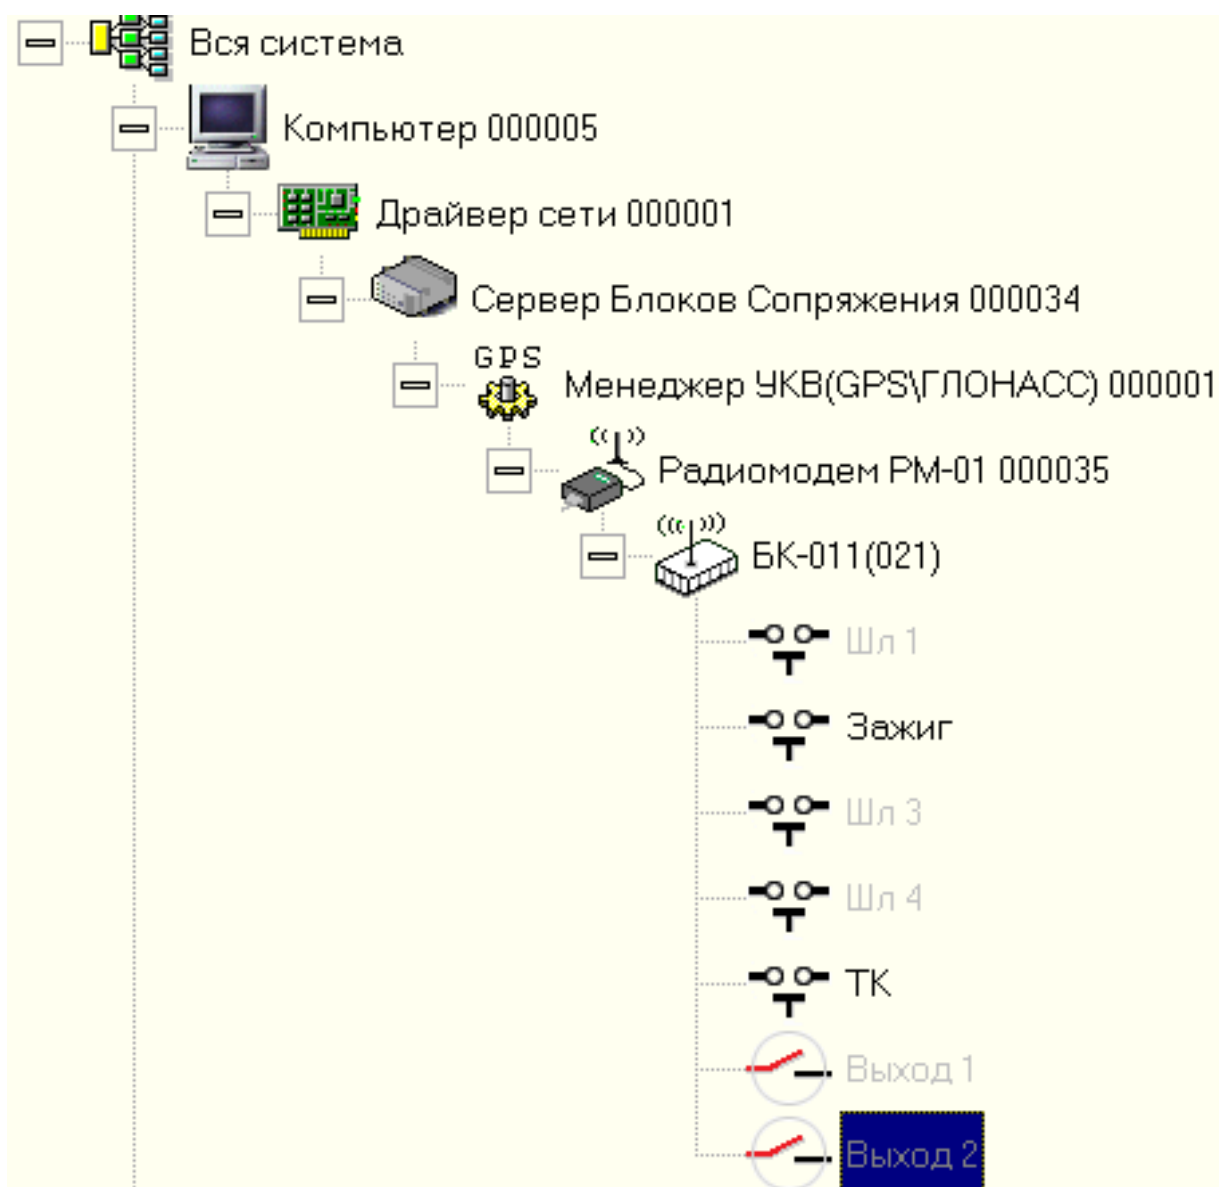 Вся система
Компьютер 000005
Драйвер сети 000001
Сервер Блоков Сопряжения 000034
GPS
Менеджер УКВ(GPS\ГЛОНАСС) 000001
Радиомодем РМ-01 000035
БК-011(021)
Шл 1
Зажиг
Шл 3
Шл 4
ТК
Выход 1
Выход 2